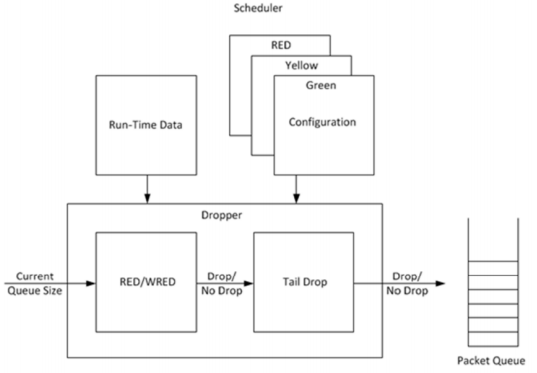 Scheduler
RED
Yellow
Green
Configuration
Run-Time Data
Dropper
Current
Queue Size
RED/WRED
Drop/
No Drop
Tail Drop
Drop/
No Drop
Packet Queue